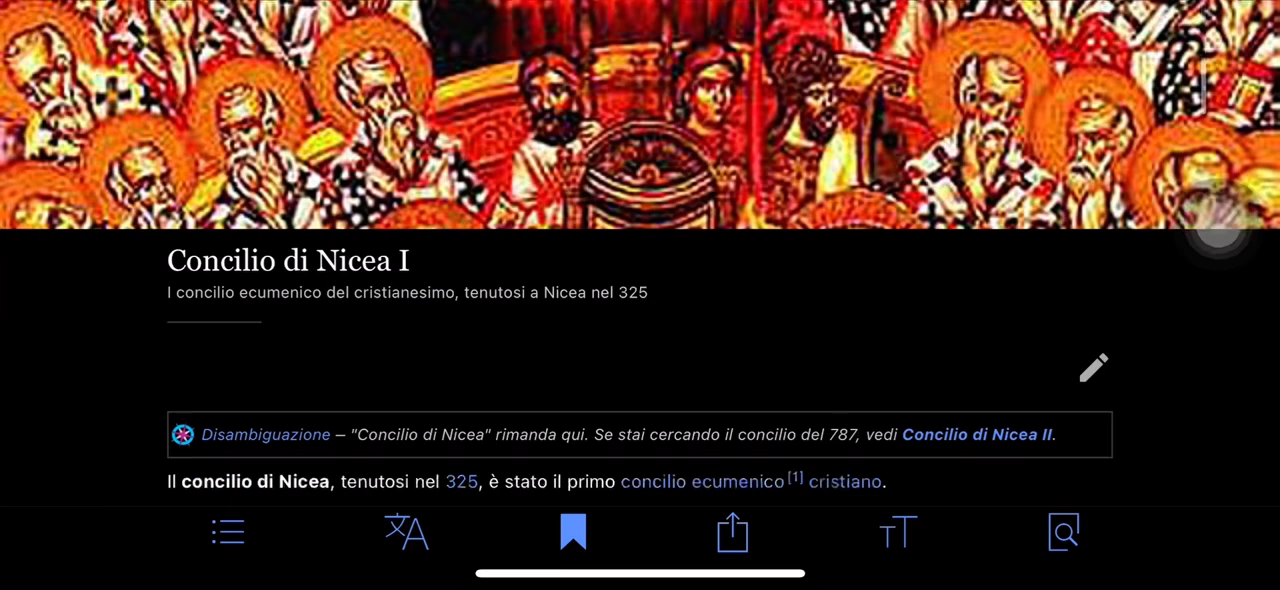 Concilio di Nicea I
I concilio ecumenico del cristianesimo, tenutosi a Nicea nel 325
Disambiguazione – "Concilio di Nicea" rimanda qui. Se stai cercando il concilio del 787, vedi Concilio di Nicea II.
Il concilio di Nicea, tenutosi nel 325, è stato il primo concilio ecumenico[1] cristiano.